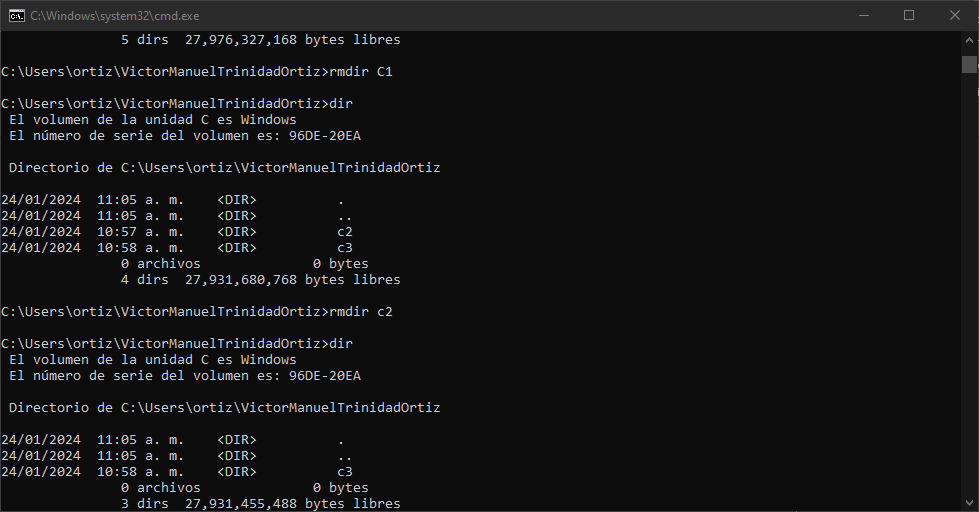 C:\Windows\system32\cmd.exe
5 dirs  27,976,327,168 bytes libres
C:\Users\ortiz\VictorManuelTrinidadOrtiz>rmdir C1
C:\Users\ortiz\VictorManuelTrinidadOrtiz>dir
El volumen de la unidad C es Windows
El número de serie del volumen es: 96DE-20EA
Directorio de C:\Users\ortiz\VictorManuelTrinidadOrtiz
24/01/2024  11:05 a. m.    <DIR>          .
24/01/2024  11:05 a. m.    <DIR>          ..
24/01/2024  10:57 a. m.    <DIR>          c2
24/01/2024  10:58 a. m.    <DIR>          c3
0 archivos              0 bytes
4 dirs  27,931,680,768 bytes libres
C:\Users\ortiz\VictorManuelTrinidadOrtiz>rmdir c2
C:\Users\ortiz\VictorManuelTrinidadOrtiz>dir
El volumen de la unidad C es Windows
El número de serie del volumen es: 96DE-20EA
Directorio de C:\Users\ortiz\VictorManuelTrinidadOrtiz
24/01/2024  11:05 a. m.    <DIR>          .
24/01/2024  11:05 a. m.    <DIR>          ..
24/01/2024  10:58 a. m.    <DIR>          c3
0 archivos              0 bytes
3 dirs  27,931,455,488 bytes libres